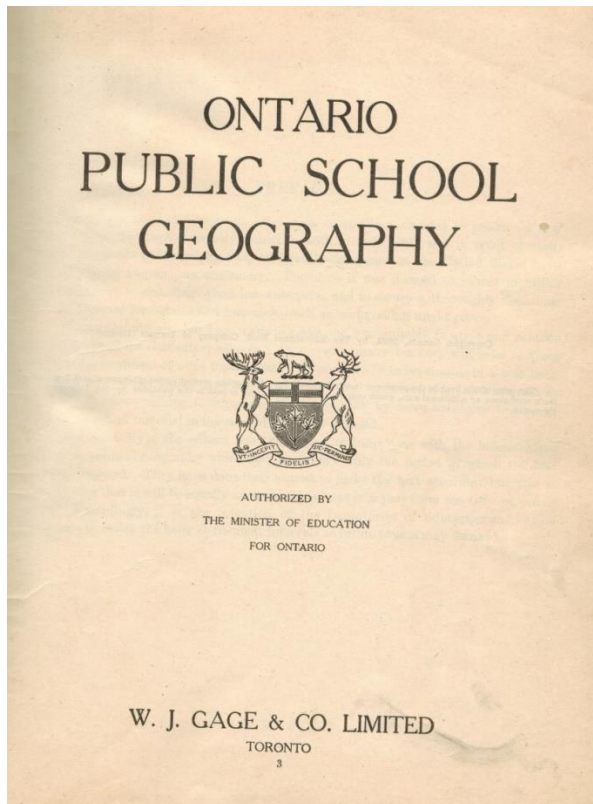 ONTARIO
PUBLIC SCHOOL
GEOGRAPHY
VT·INCEPIT
FIDELIS
SIC·PERMANET
AUTHORIZED BY
THE MINISTER OF EDUCATION
FOR ONTARIO
W. J. GAGE & CO. LIMITED
TORONTO
3